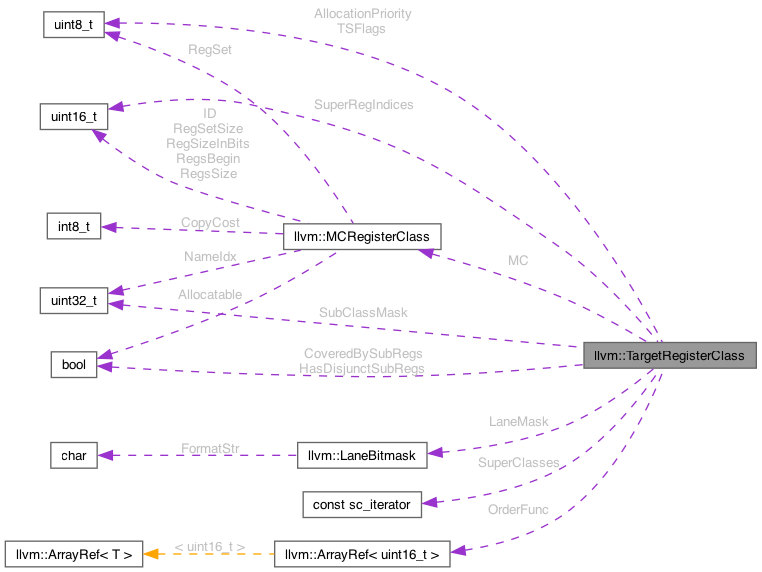 AllocationPriority
TSFlags
uint8_t
RegSet
SuperRegIndices
uint16_t
ID
RegSetSize
RegSizeInBits
RegsBegin
RegsSize
int8_t
CopyCost
llvm::MCRegisterClass
NameIdx
MC
uint32_t
Allocatable
SubClassMask
bool
CoveredBySubRegs
HasDisjunctSubRegs
llvm::TargetRegisterClass
LaneMask
char
FormatStr
llvm::LaneBitmask
SuperClasses
const sc_iterator
OrderFunc
llvm::ArrayRef< T >
< uint16_t >
llvm::ArrayRef< uint16_t >